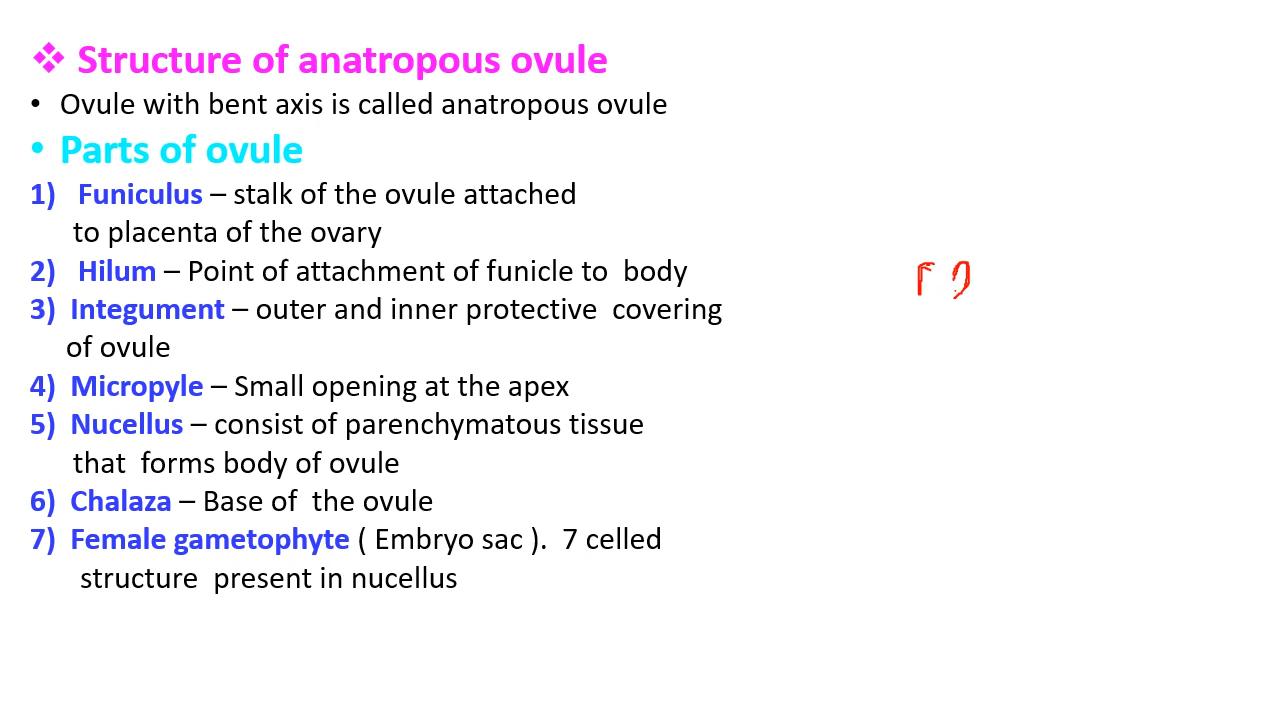 ❖ Structure of anatropous ovule
• Ovule with bent axis is called anatropous ovule
• Parts of ovule
1) Funiculus – stalk of the ovule attached
to placenta of the ovary
2) Hilum – Point of attachment of funicle to body
3) Integument – outer and inner protective covering
of ovule
4) Micropyle – Small opening at the apex
5) Nucellus – consist of parenchymatous tissue
that forms body of ovule
6) Chalaza – Base of the ovule
7) Female gametophyte ( Embryo sac ). 7 celled
structure present in nucellus